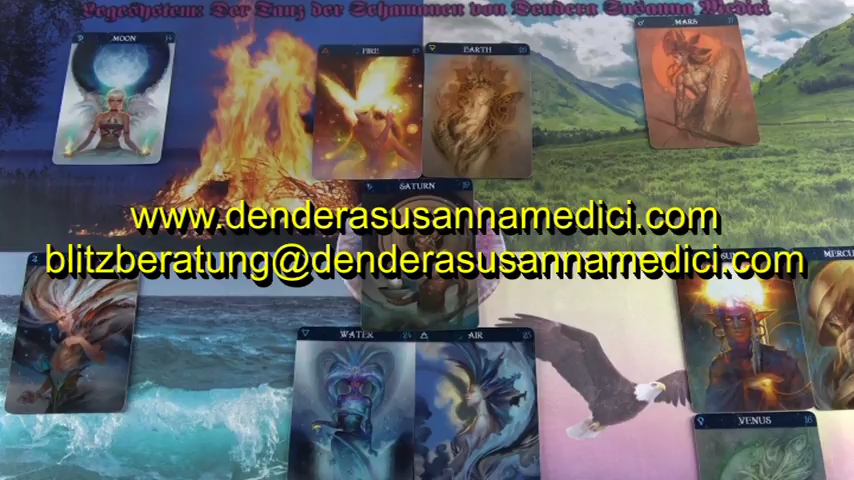 Legesystem: Der Tanz der Schamanen von Dendera Susanna Medici
MOON
FIRE
EARTH
MARS
SATURN
www.denderasusannamedici.com
blitzberatung@denderasusannamedici.com
WATER
AIR
VENUS 16